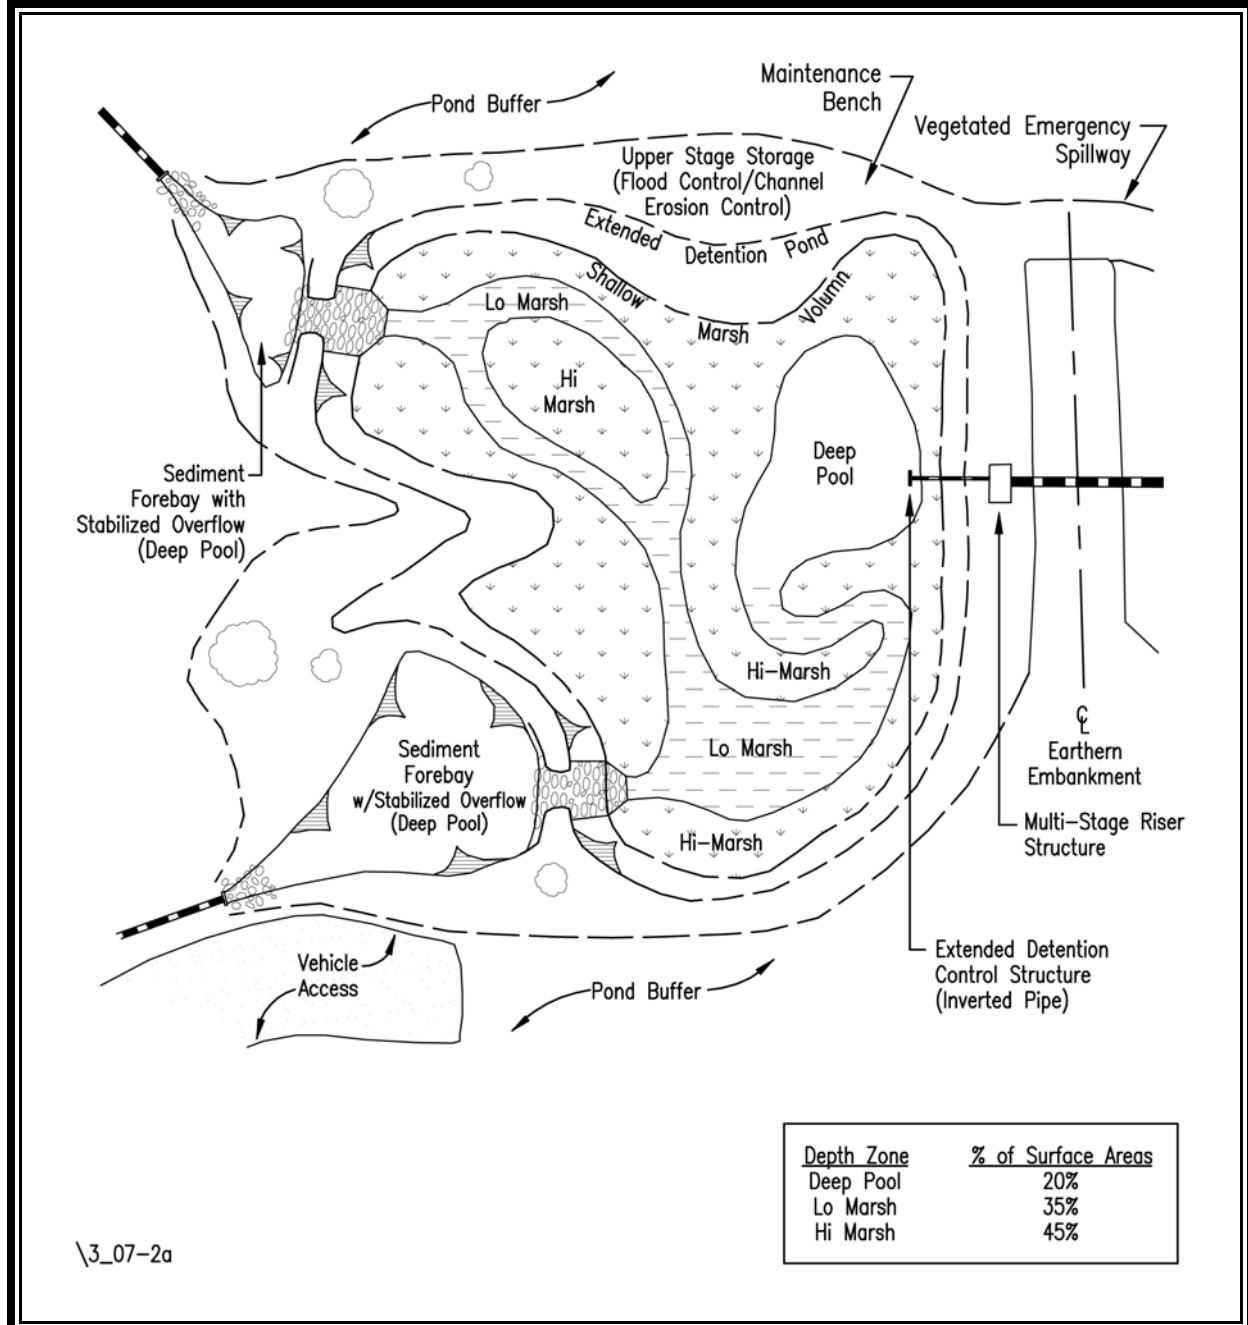 Pond Buffer
Maintenance
Bench
Vegetated Emergency
Spillway
Upper Stage Storage
(Flood Control/Channel
Erosion Control)
Extended Detention Pond
Shallow Marsh Volumn
Lo Marsh
Hi
Marsh
Deep
Pool
Sediment
Forebay with
Stabilized Overflow
(Deep Pool)
Hi-Marsh
Lo Marsh
Sediment
Forebay
w/Stabilized Overflow
(Deep Pool)
Hi-Marsh
℄
Earthern
Embankment
Multi-Stage Riser
Structure
Extended Detention
Control Structure
(Inverted Pipe)
Vehicle
Access
Pond Buffer
Depth Zone % of Surface Areas
Deep Pool 20%
Lo Marsh 35%
Hi Marsh 45%
\3_07-2a